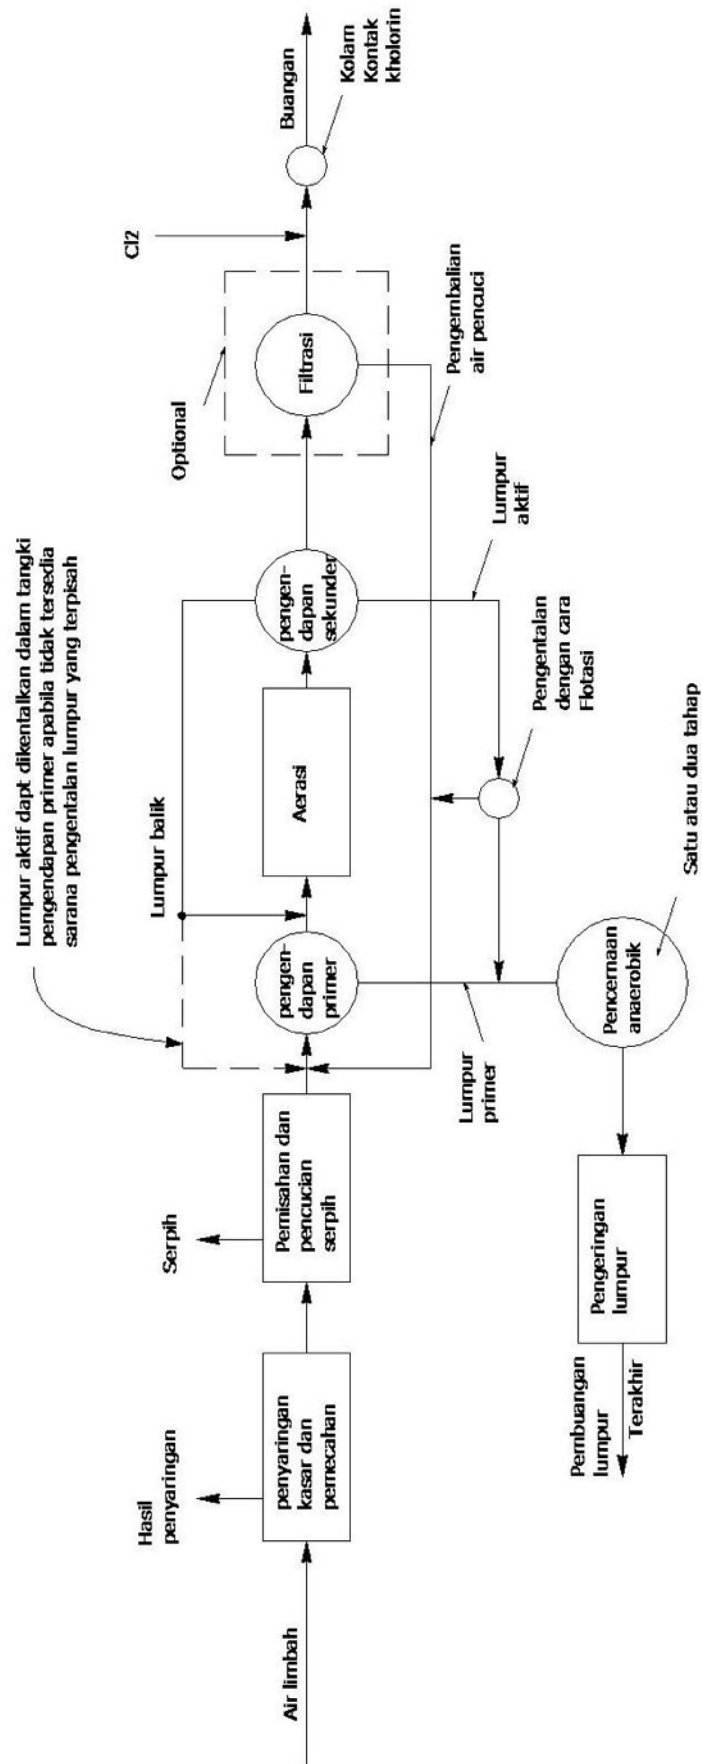 Lumpur aktif dapt dikentalkan dalam tangki
pengendapan primer apabila tidak tersedia
sarana pengentalan lumpur yang terpisah
Air limbah
Hasil
penyaringan
penyaringan
kasar dan
pemecahan
Serpih
Pemisahan dan
pencucian
serpih
Lumpur balik
pengen-
dapan
primer
Aerasi
pengen-
dapan
sekunder
Optional
Filtrasi
Cl2
Buangan
Kolam
Kontak
kholorin
Pengembalian
air pencuci
Lumpur
aktif
Pengentalan
dengan cara
Flotasi
Lumpur
primer
Pencernaan
anaerobik
Satu atau dua tahap
Pengeringan
lumpur
Pembuangan
lumpur
Terakhir